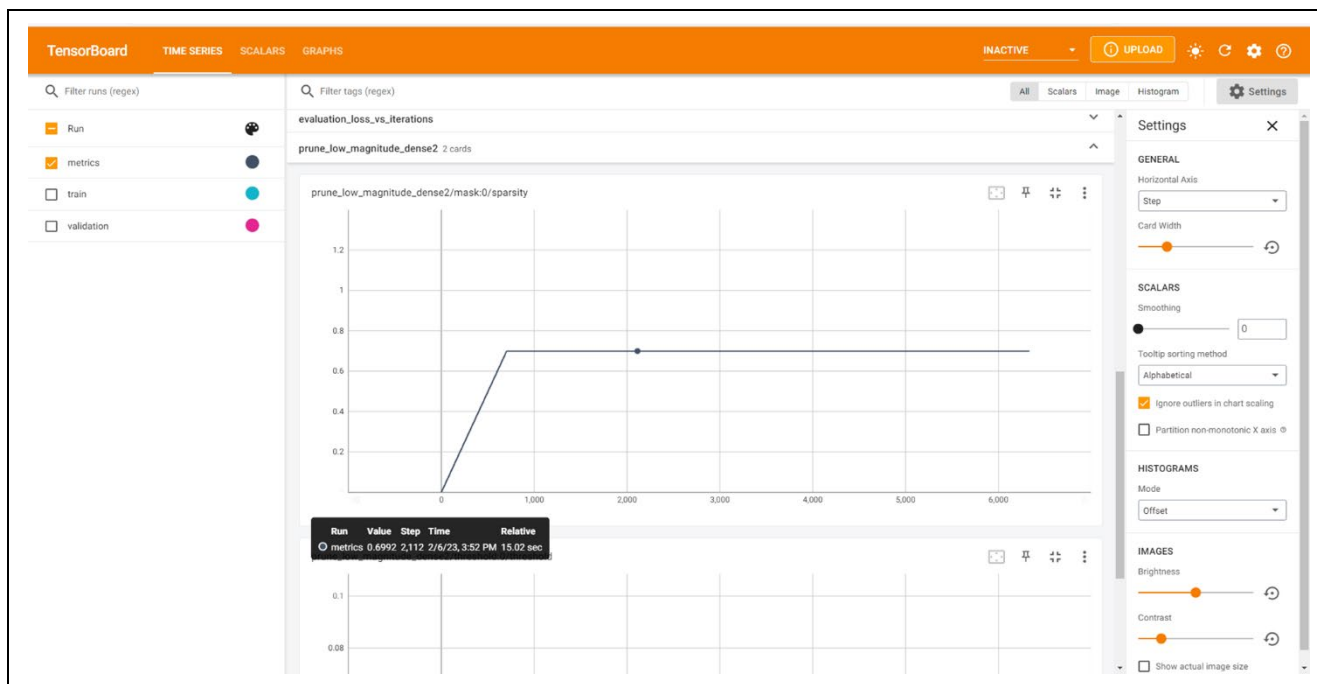 TensorBoard TIME SERIES SCALARS GRAPHS INACTIVE UPLOAD
Filter runs (regex)
Run
metrics
train
validation
Filter tags (regex) All Scalars Image Histogram Settings
evaluation_loss_vs_iterations
prune_low_magnitude_dense2 2 cards
prune_low_magnitude_dense2/mask:0/sparsity
1.2
1
0.8
0.6
0.4
0.2
0 1,000 2,000 3,000 4,000 5,000 6,000
Run Value Step Time Relative
metrics 0.6992 2,112 2/6/23, 3:52 PM 15.02 sec
prune_low_magnitude_dense2/threshold:0/threshold
0.1
0.08
Settings
GENERAL
Horizontal Axis
Step
Card Width
SCALARS
Smoothing
0
Tooltip sorting method
Alphabetical
Ignore outliers in chart scaling
Partition non-monotonic X axis
HISTOGRAMS
Mode
Offset
IMAGES
Brightness
Contrast
Show actual image size